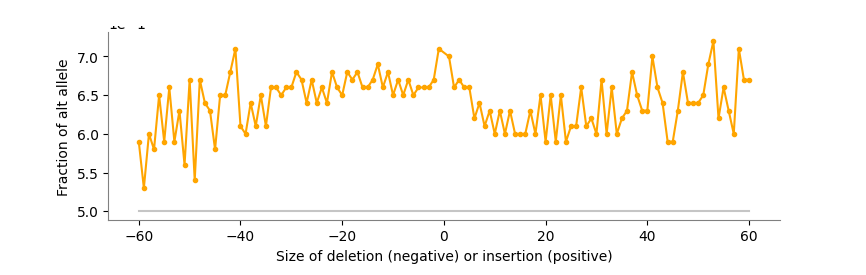 7.0
6.5
6.0
5.5
5.0
Fraction of alt allele
−60 −40 −20 0 20 40 60
Size of deletion (negative) or insertion (positive)